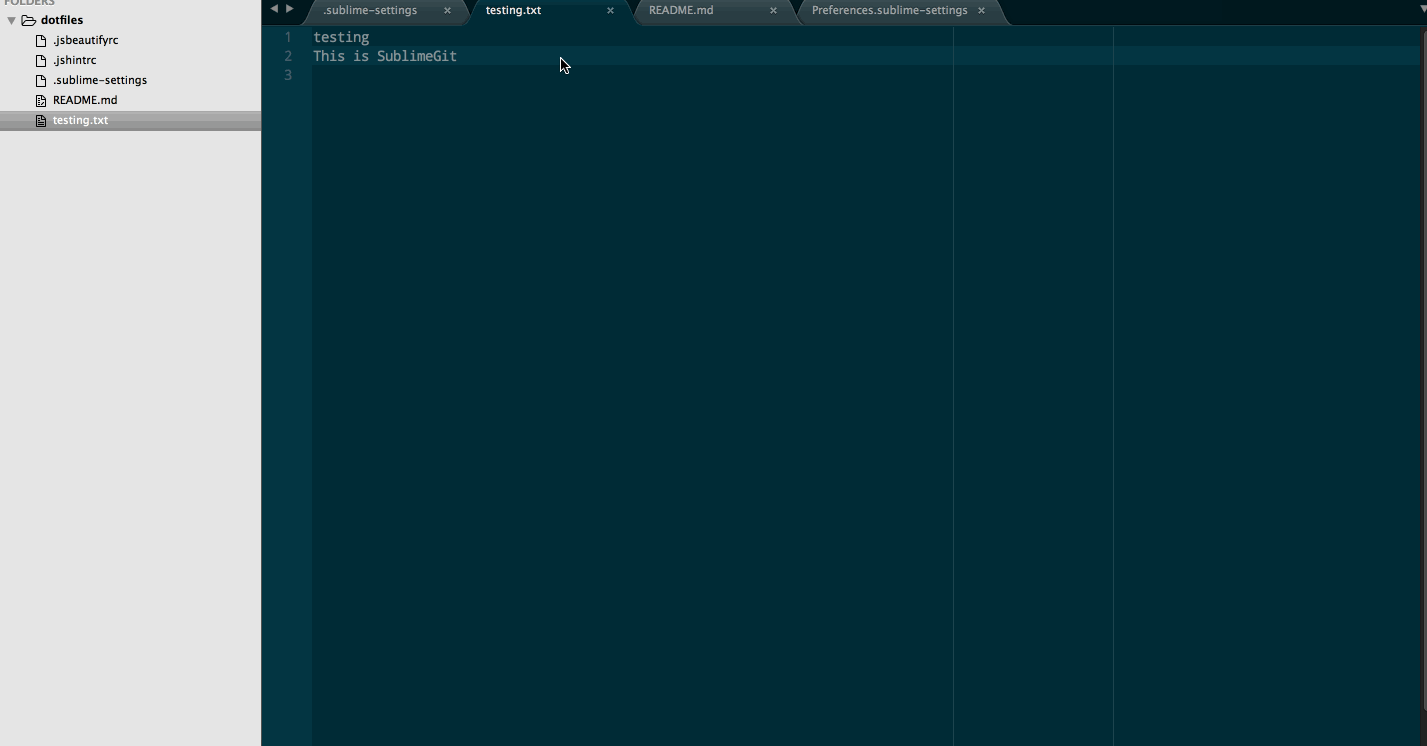 FOLDERS
dotfiles
.jsbeautifyrc
.jshintrc
.sublime-settings
README.md
testing.txt
.sublime-settings × testing.txt × README.md × Preferences.sublime-settings ×
1 testing
2 This is SublimeGit
3